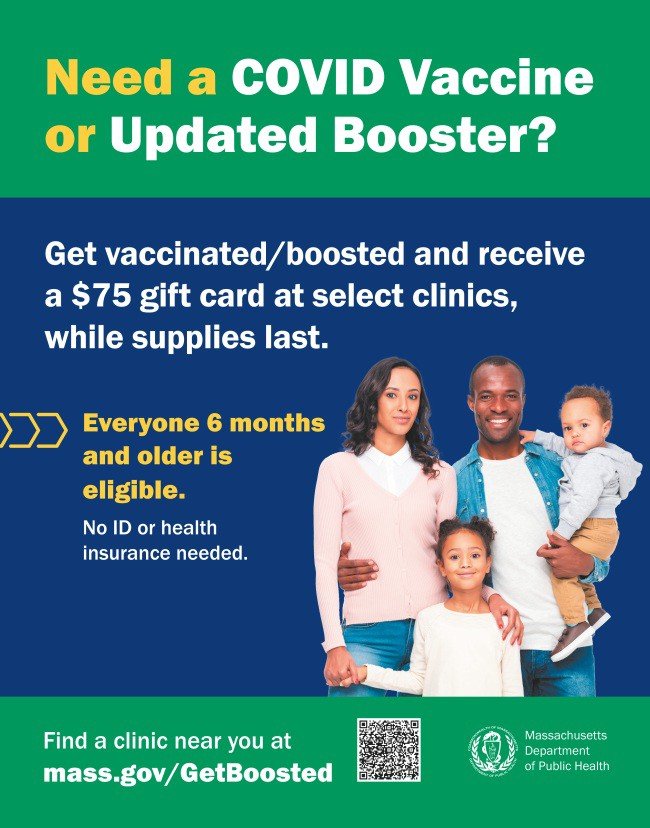 Need a COVID Vaccine
or Updated Booster?
Get vaccinated/boosted and receive
a $75 gift card at select clinics,
while supplies last.
Everyone 6 months
and older is
eligible.
No ID or health
insurance needed.
Find a clinic near you at
mass.gov/GetBoosted
Massachusetts
Department
of Public Health